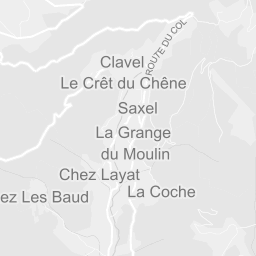 ROUTE DU COL
Clavel
Le Crêt du Chêne
Saxel
La Grange
du Moulin
Chez Layat
La Coche
ez Les Baud